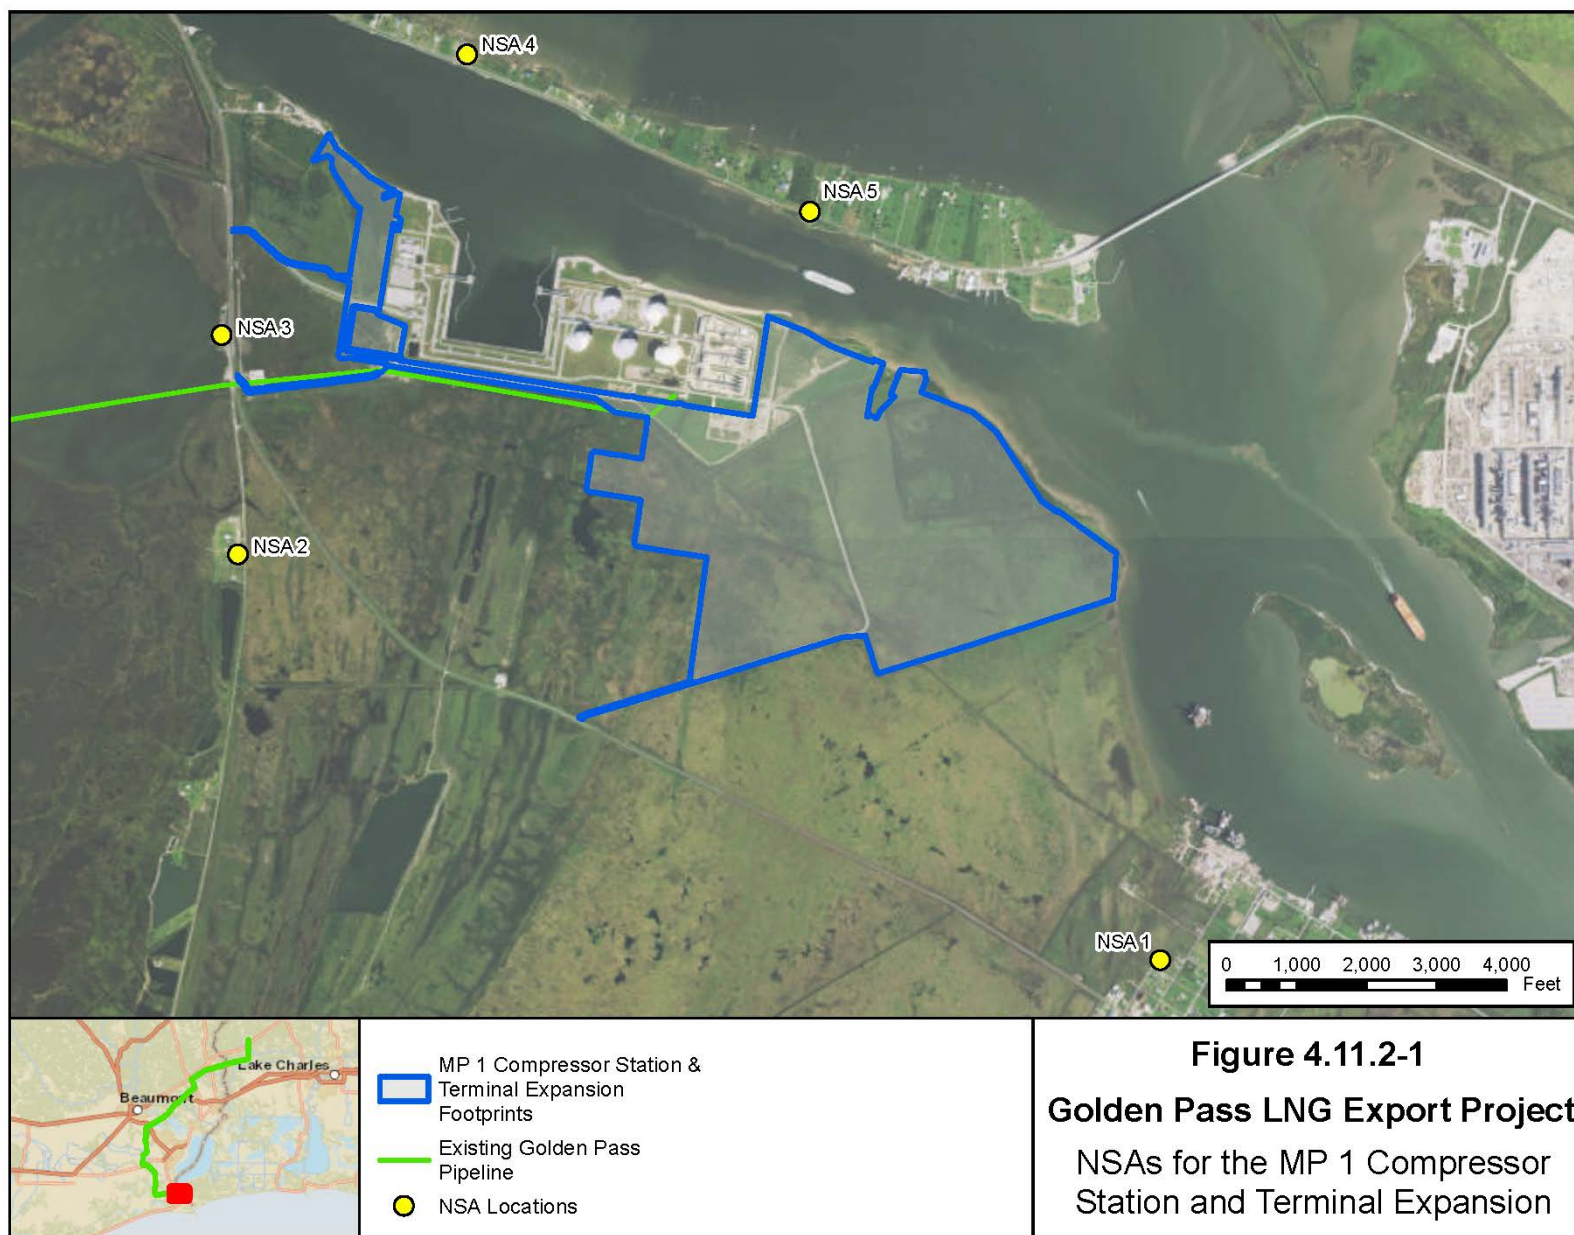 NSA 4
NSA 5
NSA 3
NSA 2
NSA 1
0 1,000 2,000 3,000 4,000
Feet
Lake Charles
Beaumont
MP 1 Compressor Station &
Terminal Expansion
Footprints
Existing Golden Pass
Pipeline
NSA Locations
Figure 4.11.2-1
Golden Pass LNG Export Project
NSAs for the MP 1 Compressor
Station and Terminal Expansion